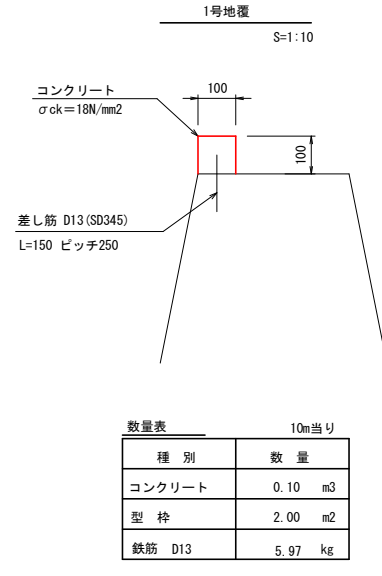 1号地覆
S=1:10
コンクリート
σck=18N/mm2
100
100
差し筋 D13(SD345)
L=150 ピッチ250
数量表 10m当り
種 別 数 量
コンクリート 0.10 m3
型 枠 2.00 m2
鉄筋 D13 5.97 kg